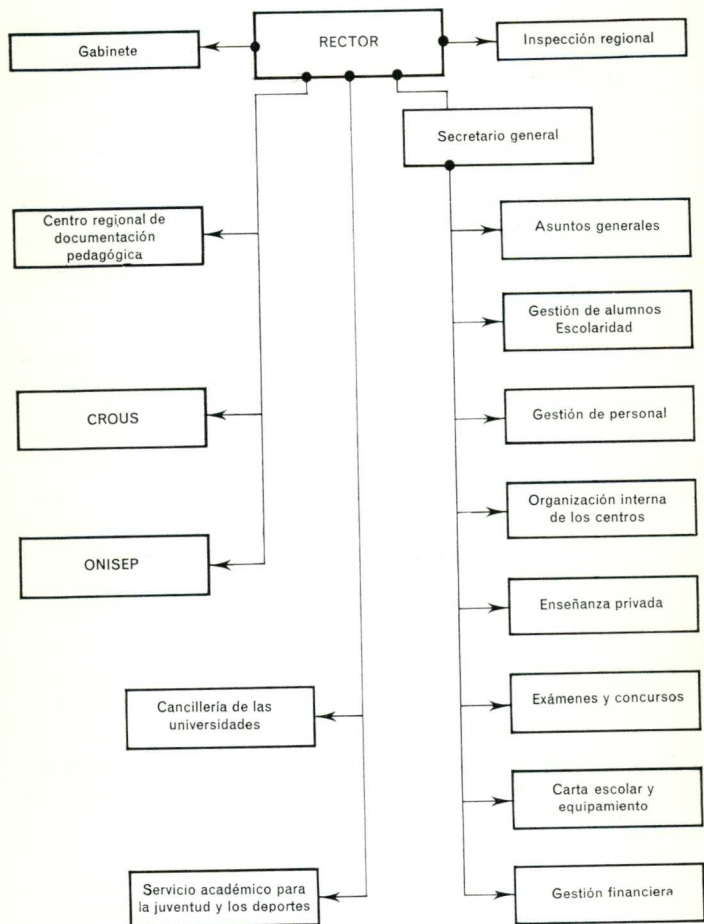 Gabinete
RECTOR
Inspección regional
Secretario general
Centro regional de
documentación
pedagógica
CROUS
ONISEP
Cancillería de las
universidades
Servicio académico para
la juventud y los deportes
Asuntos generales
Gestión de alumnos
Escolaridad
Gestión de personal
Organización interna
de los centros
Enseñanza privada
Exámenes y concursos
Carta escolar y
equipamiento
Gestión financiera